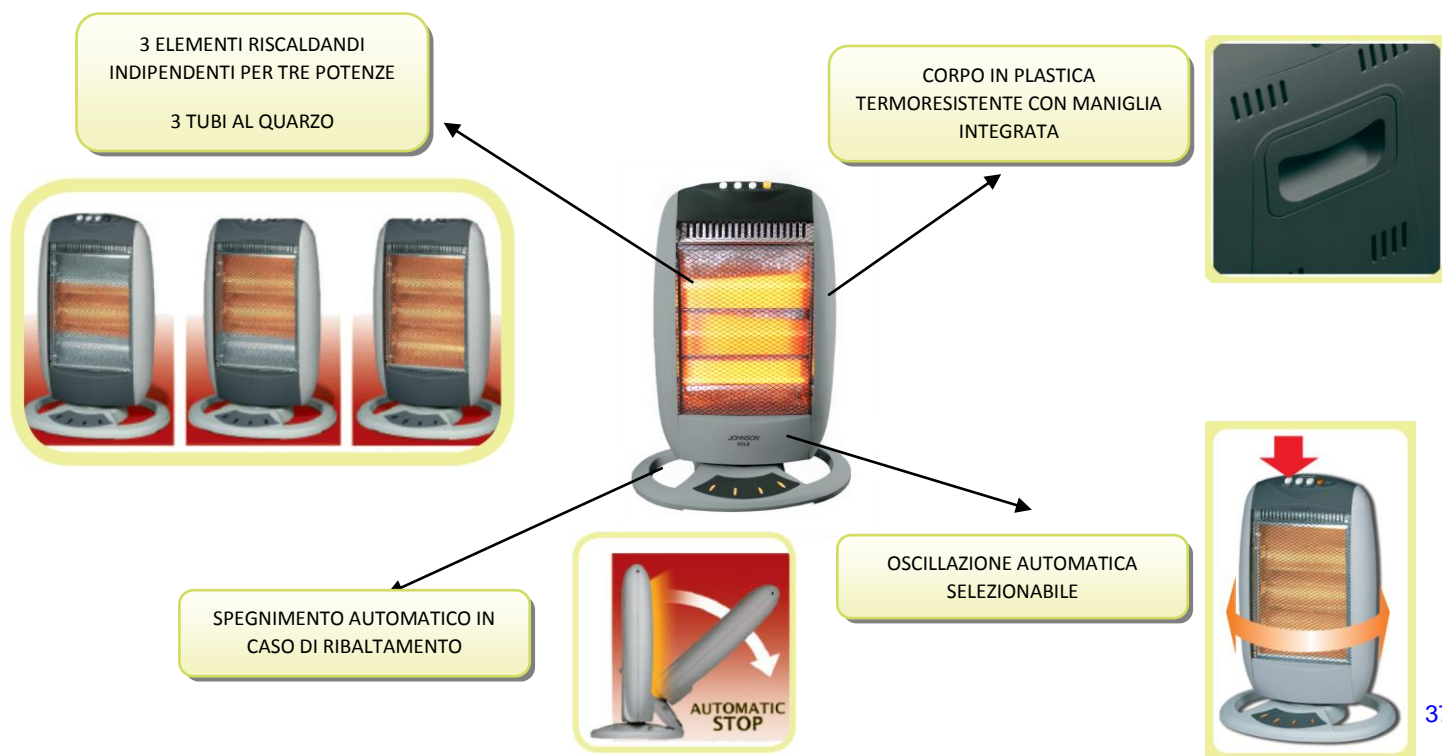 3 ELEMENTI RISCALDANDI
INDIPENDENTI PER TRE POTENZE
3 TUBI AL QUARZO
CORPO IN PLASTICA
TERMORESISTENTE CON MANIGLIA
INTEGRATA
JOHNSON
SOLE
SPEGNIMENTO AUTOMATICO IN
CASO DI RIBALTAMENTO
AUTOMATIC
STOP
OSCILLAZIONE AUTOMATICA
SELEZIONABILE
37